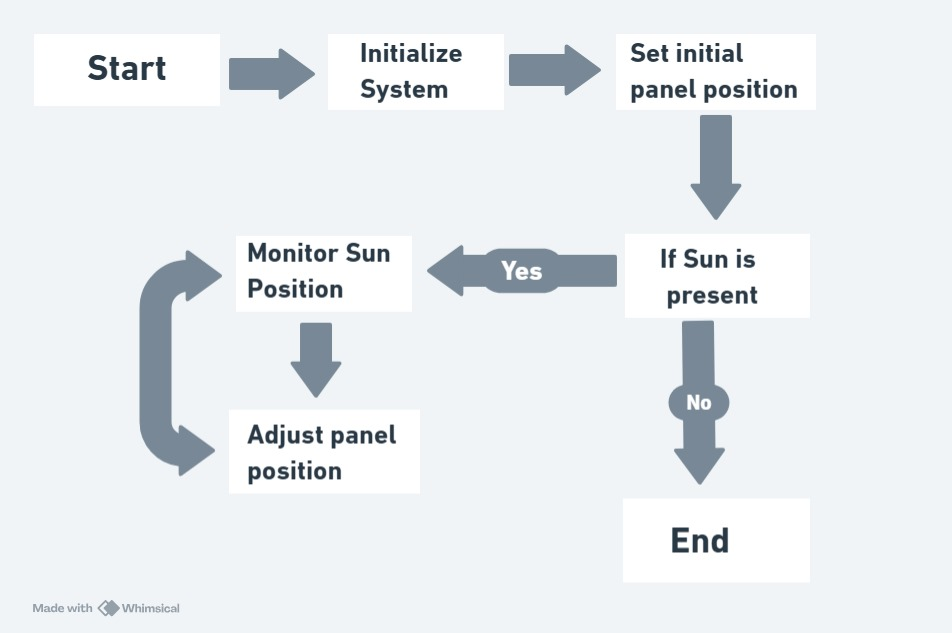 Start
Initialize
System
Set initial
panel position
If Sun is
present
Yes
Monitor Sun
Position
Adjust panel
position
No
End
Made with Whimsical